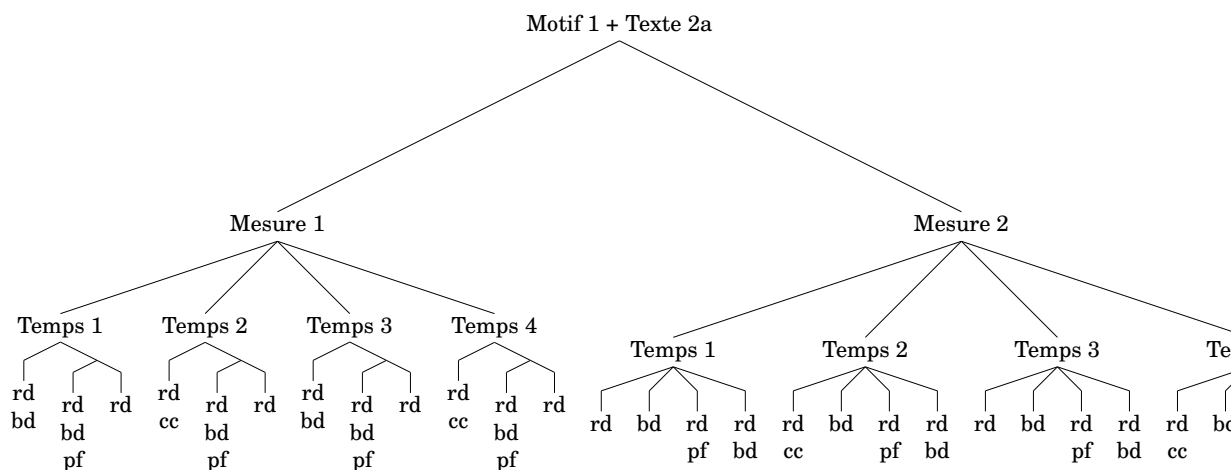 Motif 1 + Texte 2a
Mesure 1 Mesure 2
Temps 1 Temps 2 Temps 3 Temps 4
Temps 1 Temps 2 Temps 3 Te
rd rd rd rd rd rd rd rd rd rd rd rd
bd bd cc bd bd bd cc bd
pf pf pf pf
rd bd rd rd rd bd rd rd rd bd rd rd rd bd
pf bd cc pf bd pf bd cc